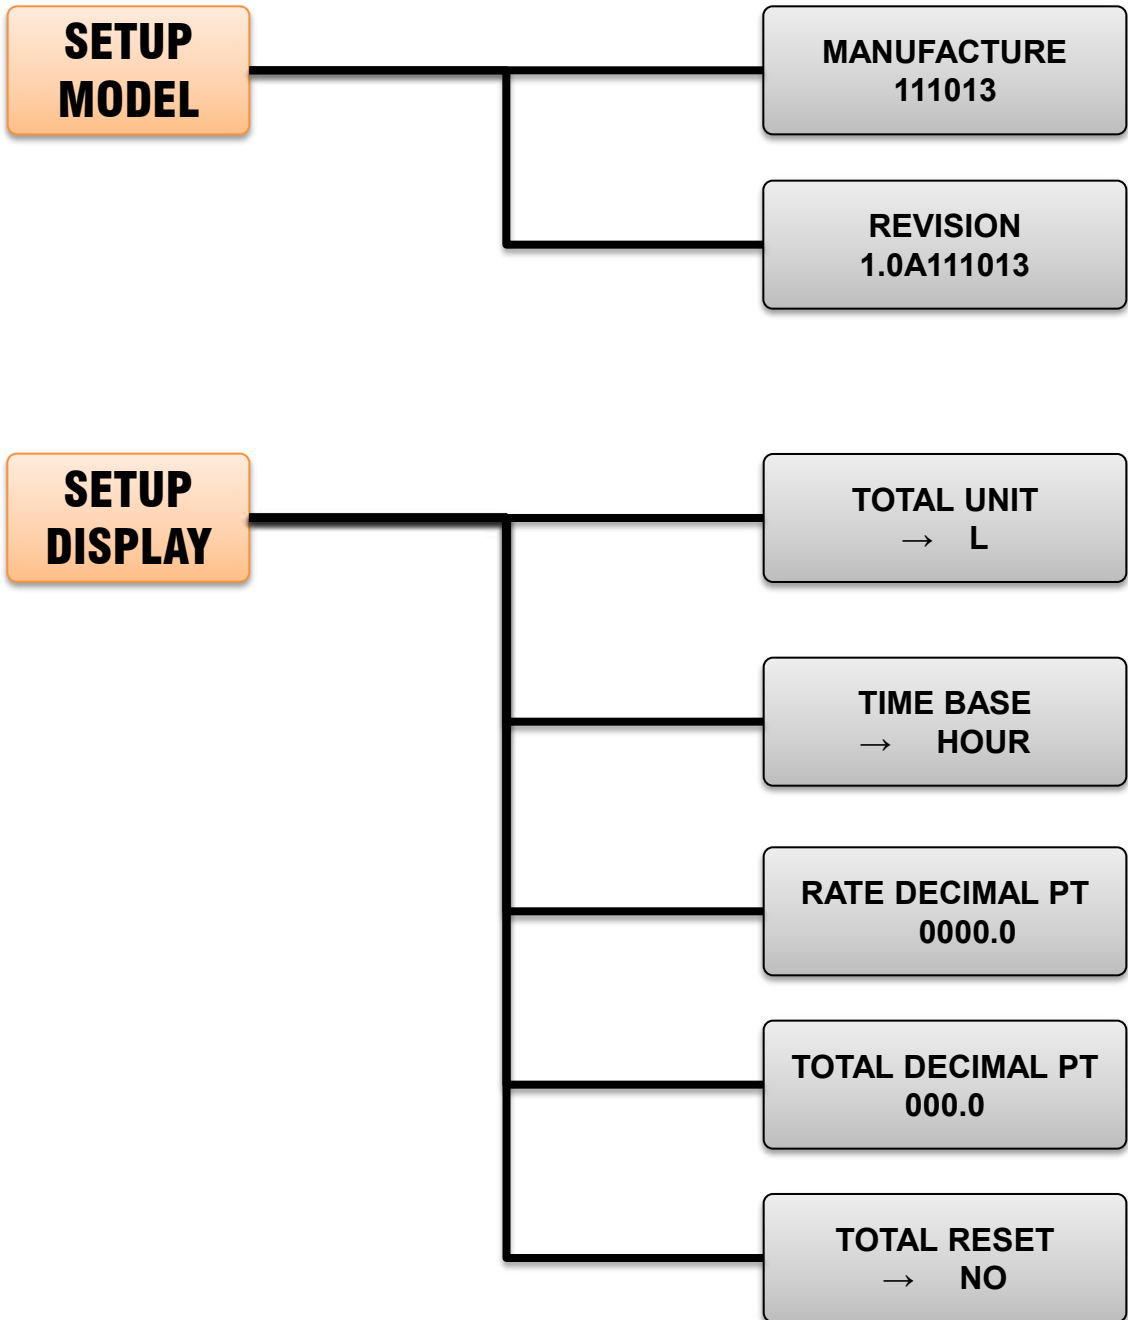 SETUP
MODEL
MANUFACTURE
111013
REVISION
1.0A111013
SETUP
DISPLAY
TOTAL UNIT
→ L
TIME BASE
→ HOUR
RATE DECIMAL PT
0000.0
TOTAL DECIMAL PT
000.0
TOTAL RESET
→ NO